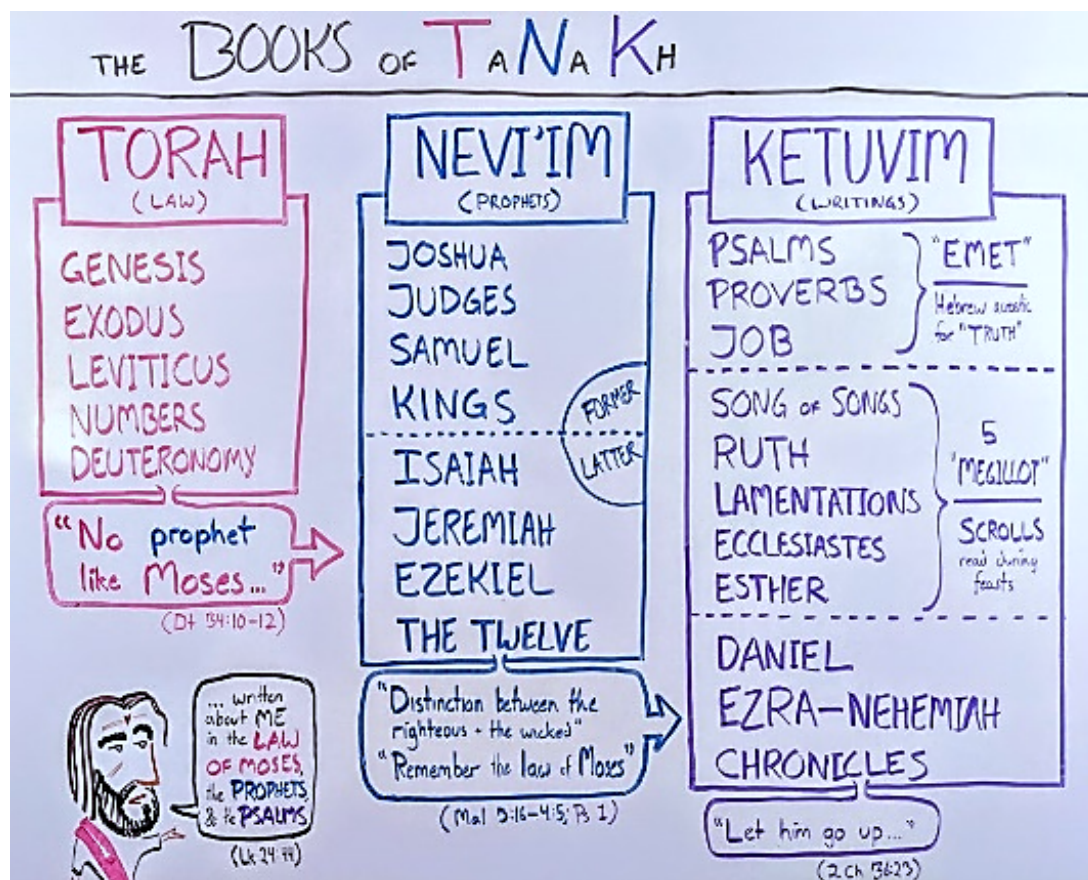 THE BOOKS OF TANAKH
TORAH
(LAW)
GENESIS
EXODUS
LEVITICUS
NUMBERS
DEUTERONOMY
"No prophet
like Moses..."
(Dt 34:10-12)
... written
about ME
in the LAW
OF MOSES,
the PROPHETS
& the PSALMS
(Lk 24:44)
NEVI'IM
(PROPHETS)
JOSHUA
JUDGES
SAMUEL
KINGS
FORMER
LATTER
ISAIAH
JEREMIAH
EZEKIEL
THE TWELVE
"Distinction between the
righteous + the wicked"
"Remember the law of Moses"
(Mal 3:16-4:5; Ps 1)
KETUVIM
(WRITINGS)
PSALMS
PROVERBS
JOB
"EMET"
Hebrew acrostic
for "TRUTH"
SONG OF SONGS
RUTH
LAMENTATIONS
ECCLESIASTES
ESTHER
5
"MEGILLOT"
SCROLLS
read during
feasts
DANIEL
EZRA-NEHEMIAH
CHRONICLES
"Let him go up..."
(2 Ch 36:23)